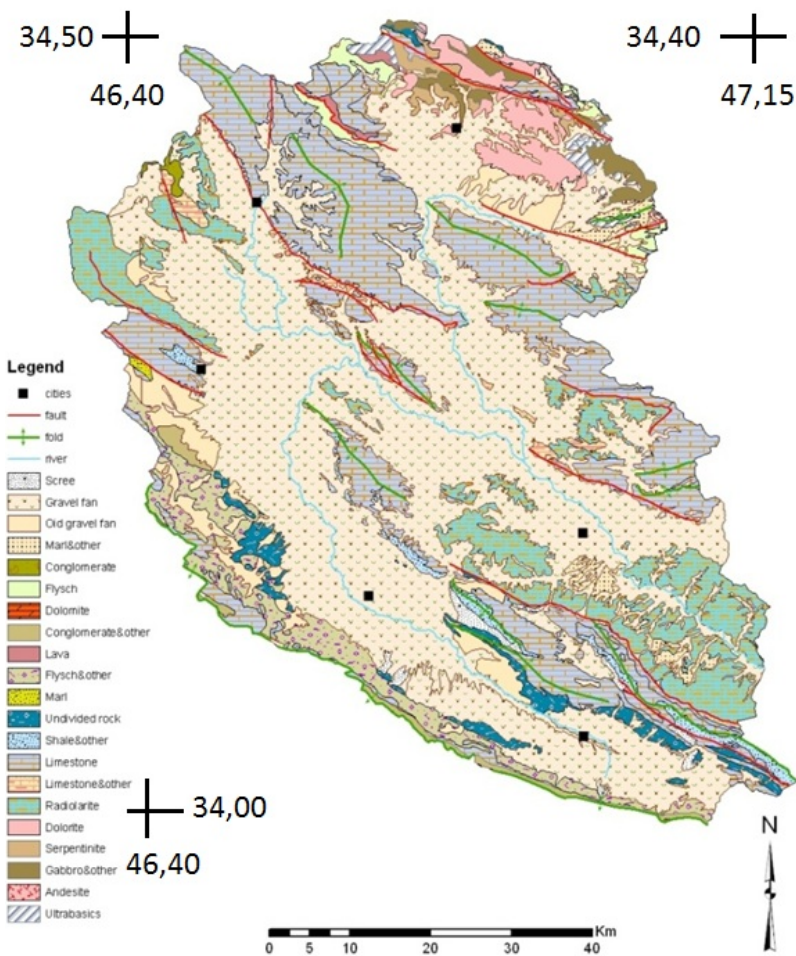 34,50
46,40
34,40
47,15
Legend
cities
fault
fold
river
Scree
Gravel fan
Old gravel fan
Marl&other
Conglomerate
Flysch
Dolomite
Conglomerate&other
Lava
Flysch&other
Marl
Undivided rock
Shale&other
Limestone
Limestone&other
Radiolarite
Dolorite
Serpentinite
Gabbro&other
Andesite
Ultrabasics
34,00
46,40
N
Km
0 5 10 20 30 40